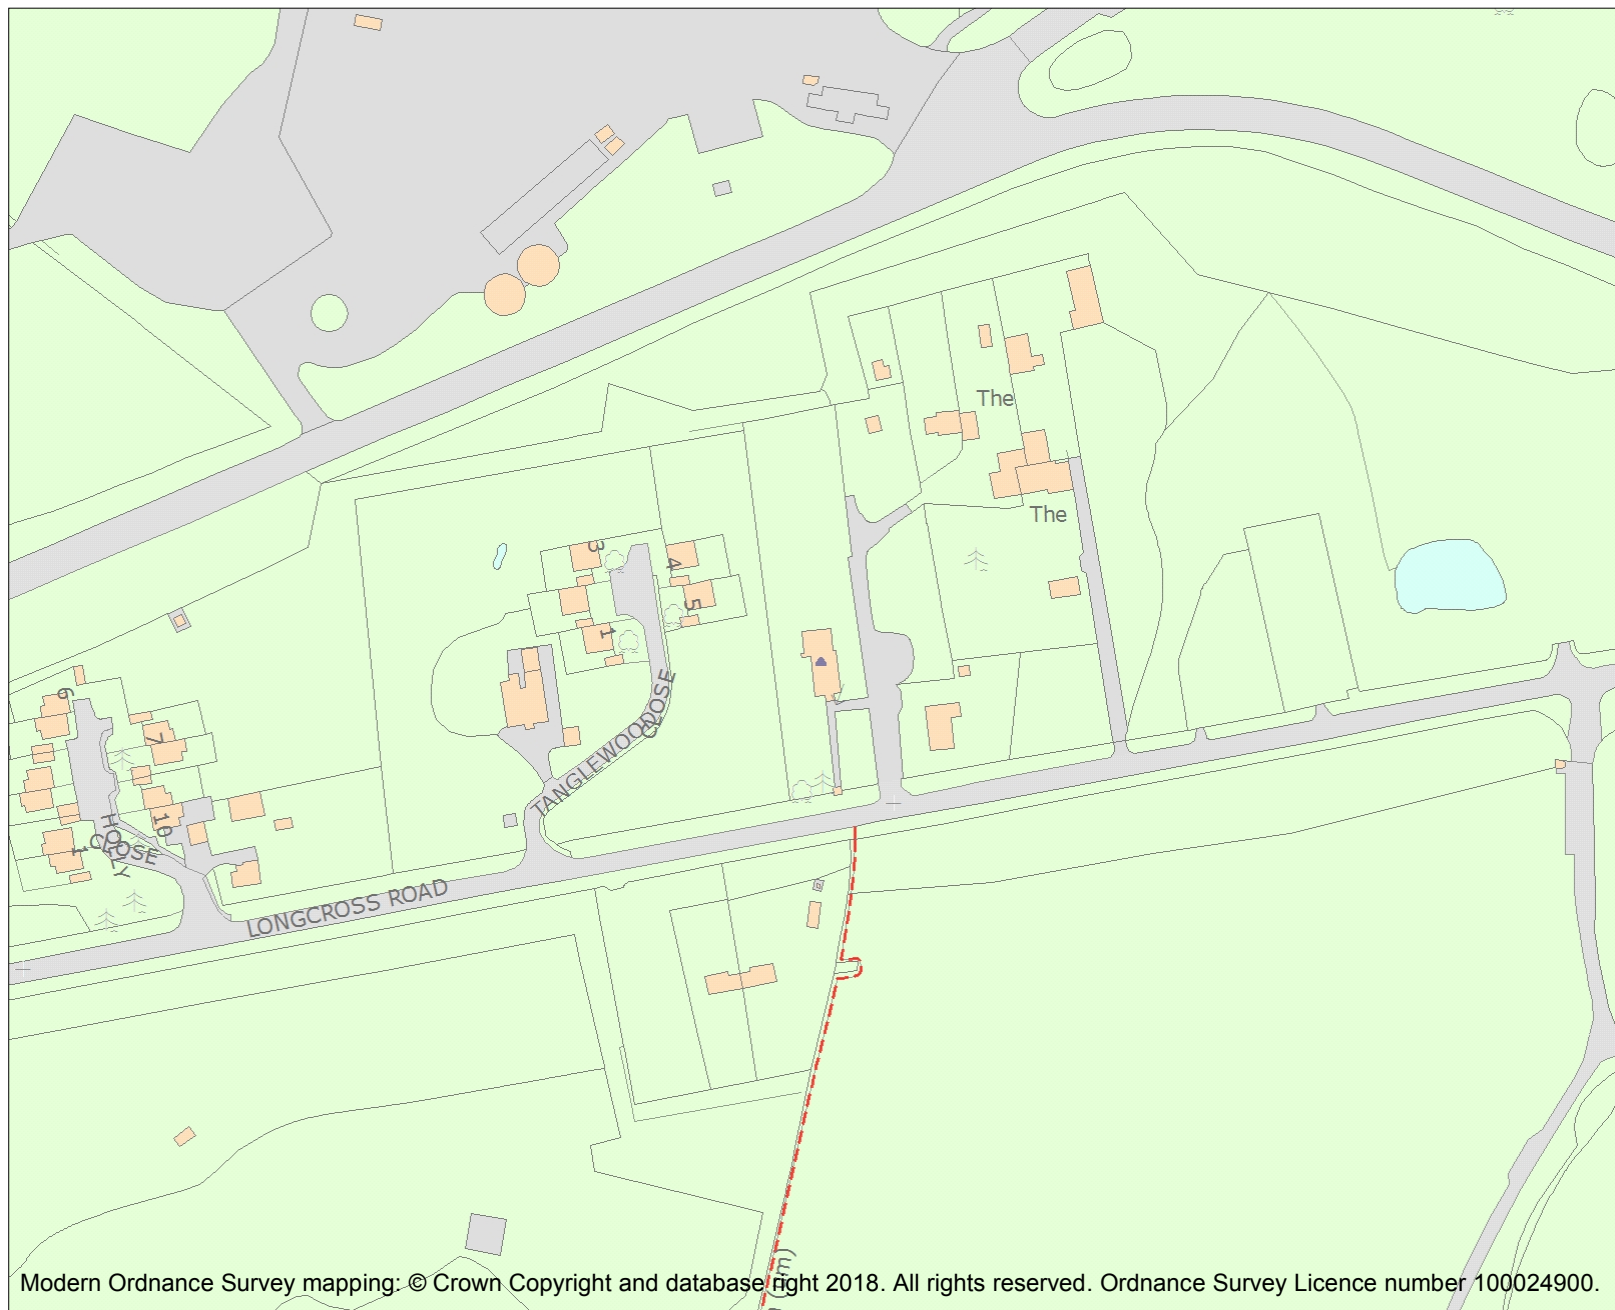 The
The
3
4
5
1
TANGLEWOOD
CLOSE
6
7
10
1
HOLLY
CLOSE
LONGCROSS ROAD
Modern Ordnance Survey mapping: © Crown Copyright and database right 2018. All rights reserved. Ordnance Survey Licence number 100024900.